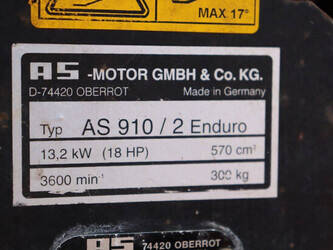 MAX 17°
AS -MOTOR GMBH & Co. KG.
D-74420 OBERROT Made in Germany
Typ AS 910 / 2 Enduro
13,2 kW (18 HP) 570 cm³
3600 min⁻¹ 300 kg
AS 74420 OBERROT